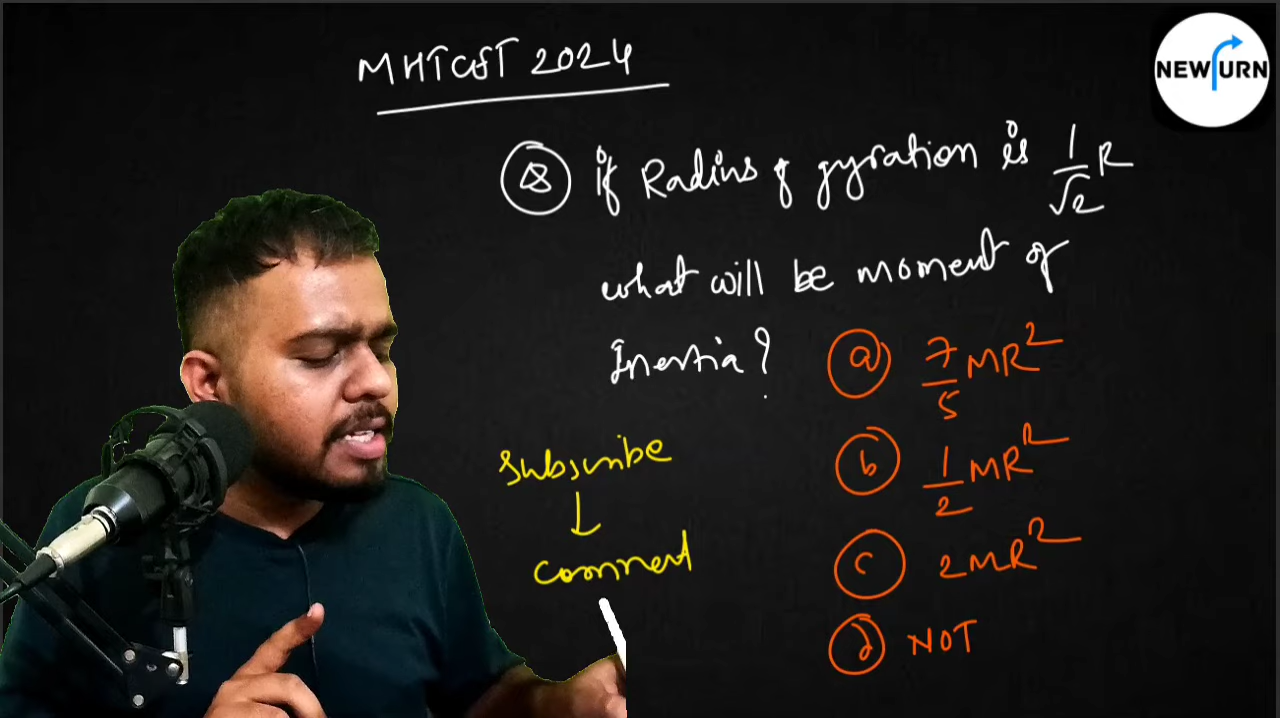 MHTCET 2024
NEWTURN
Q if Radius of gyration is 1/√2 R
what will be moment of
Inertia?
a 7/5 MR²
b 1/2 MR²
c 2MR²
d NOT
Subscribe
↓
comment